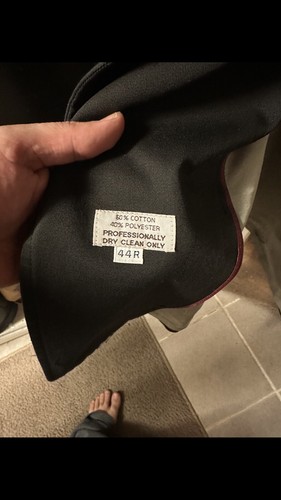 60% COTTON
40% POLYESTER
PROFESSIONALLY
DRY CLEAN ONLY
44R